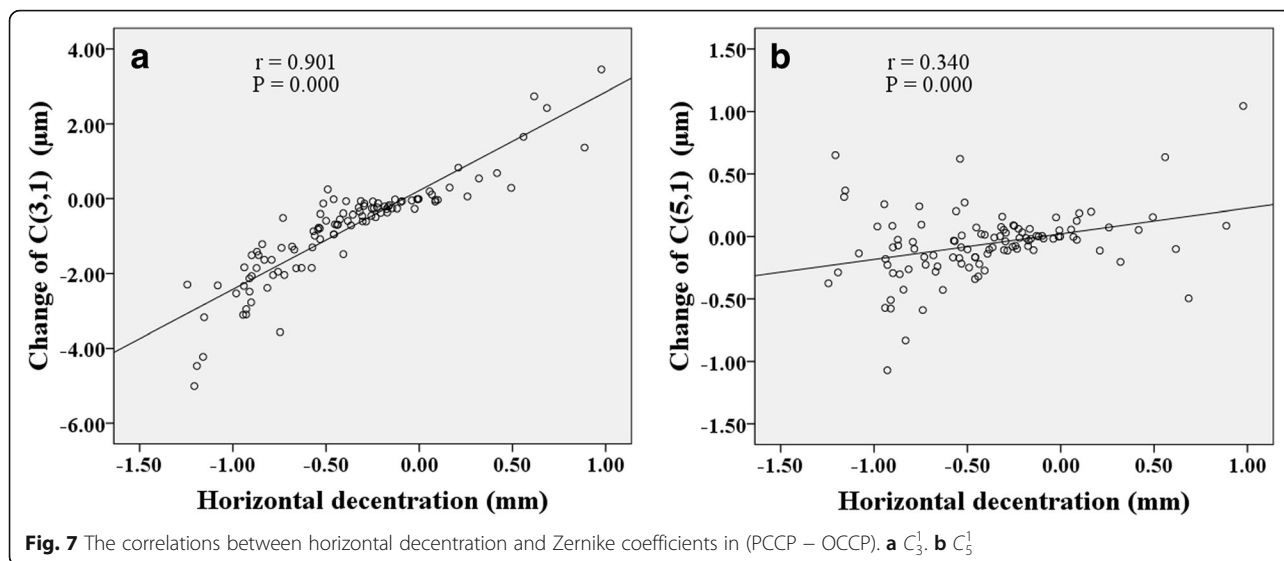 a
r = 0.901
P = 0.000
Change of C(3,1) (μm)
4.00
2.00
0.00
-2.00
-4.00
-6.00
-1.50 -1.00 -0.50 0.00 0.50 1.00
Horizontal decentration (mm)
b
r = 0.340
P = 0.000
Change of C(5,1) (μm)
1.50
1.00
0.50
0.00
-0.50
-1.00
-1.50
-1.50 -1.00 -0.50 0.00 0.50 1.00
Horizontal decentration (mm)
Fig. 7 The correlations between horizontal decentration and Zernike coefficients in (PCCP − OCCP). a C₃¹. b C₅¹